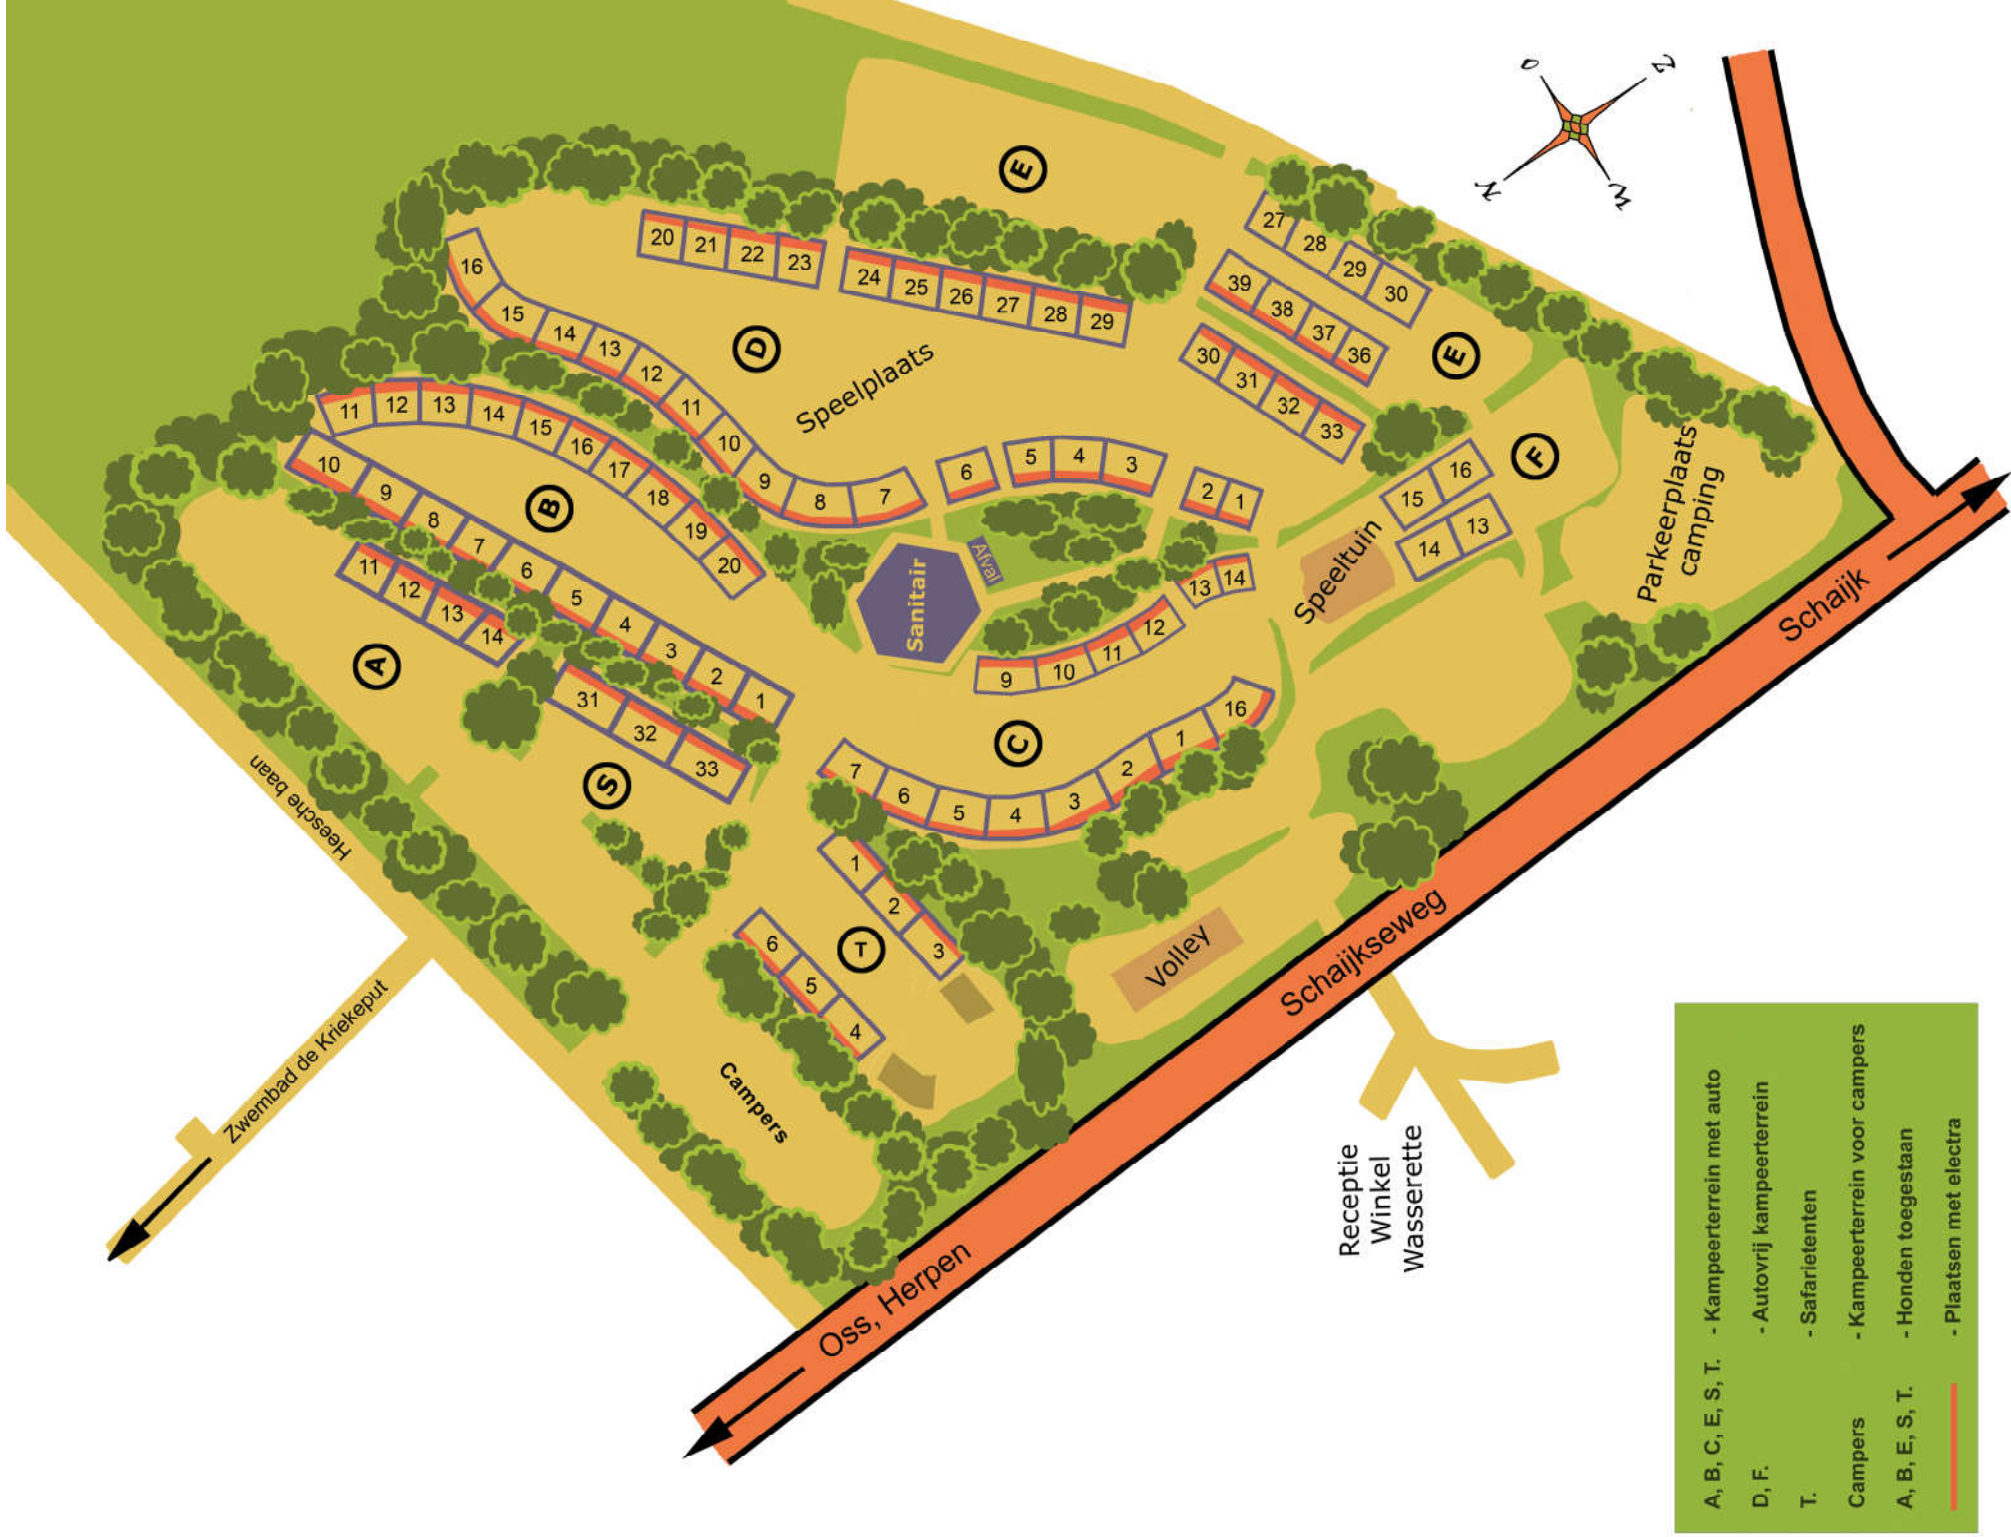 O
Z
N
W
E
20
21
22
23
24
25
26
27
28
29
16
15
14
13
12
11
10
9
8
7
D
Speelplaats
6
5
4
3
2
1
27
28
29
30
39
38
37
36
E
30
31
32
33
F
16
15
13
14
Speeltuin
Parkeerplaats
camping
11
12
13
14
15
16
17
18
19
20
B
10
9
8
7
6
5
4
3
2
1
11
12
13
14
A
31
32
33
S
Sanitair
Afval
9
10
11
12
13
14
C
7
6
5
4
3
2
1
16
1
2
3
T
6
5
4
Campers
Volley
Heesche baan
Zwembad de Kriekeput
Schaijk
Schaijkseweg
Oss, Herpen
Receptie
Winkel
Wasserette
A, B, C, E, S, T. - Kampeerterrein met auto
D, F. - Autovrij kampeerterrein
T. - Safarietenten
Campers - Kampeerterrein voor campers
A, B, E, S, T. - Honden toegestaan
- Plaatsen met electra